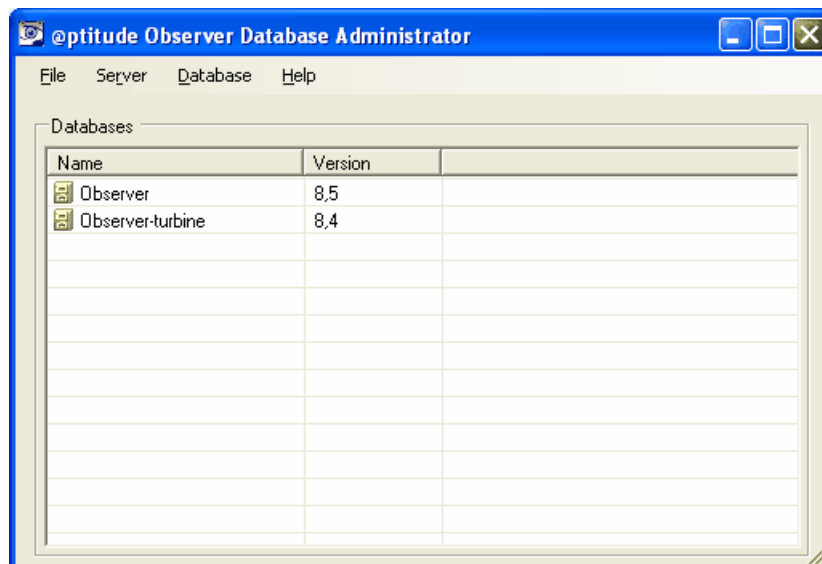 @ptitude Observer Database Administrator
File Server Database Help
Databases
Name Version
Observer 8,5
Observer-turbine 8,4